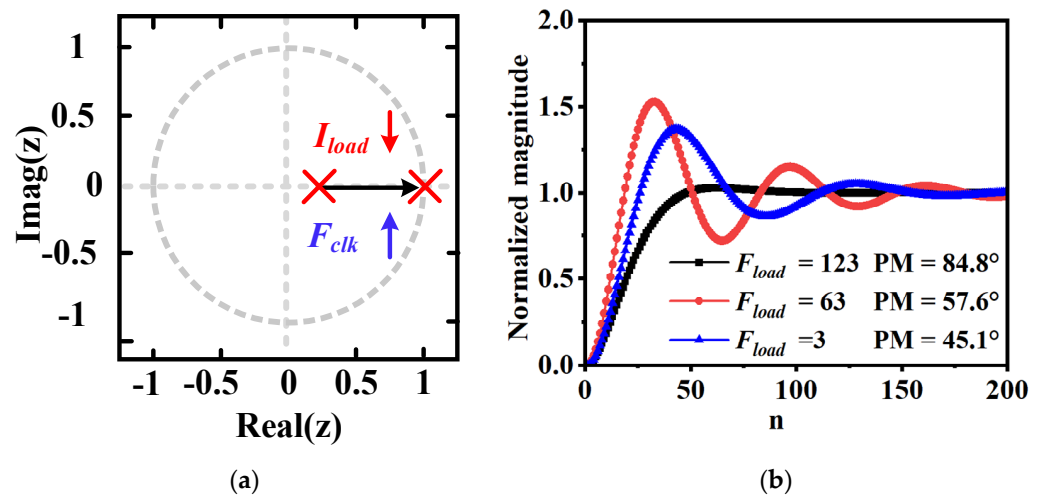 1
0.5
0
-0.5
-1
Imag(z)
I_load
F_clk
-1 -0.5 0 0.5 1
Real(z)
(a)
2.0
1.5
1.0
0.5
0.0
Normalized magnitude
F_load = 123 PM = 84.8°
F_load = 63 PM = 57.6°
F_load =3 PM = 45.1°
0 50 100 150 200
n
(b)